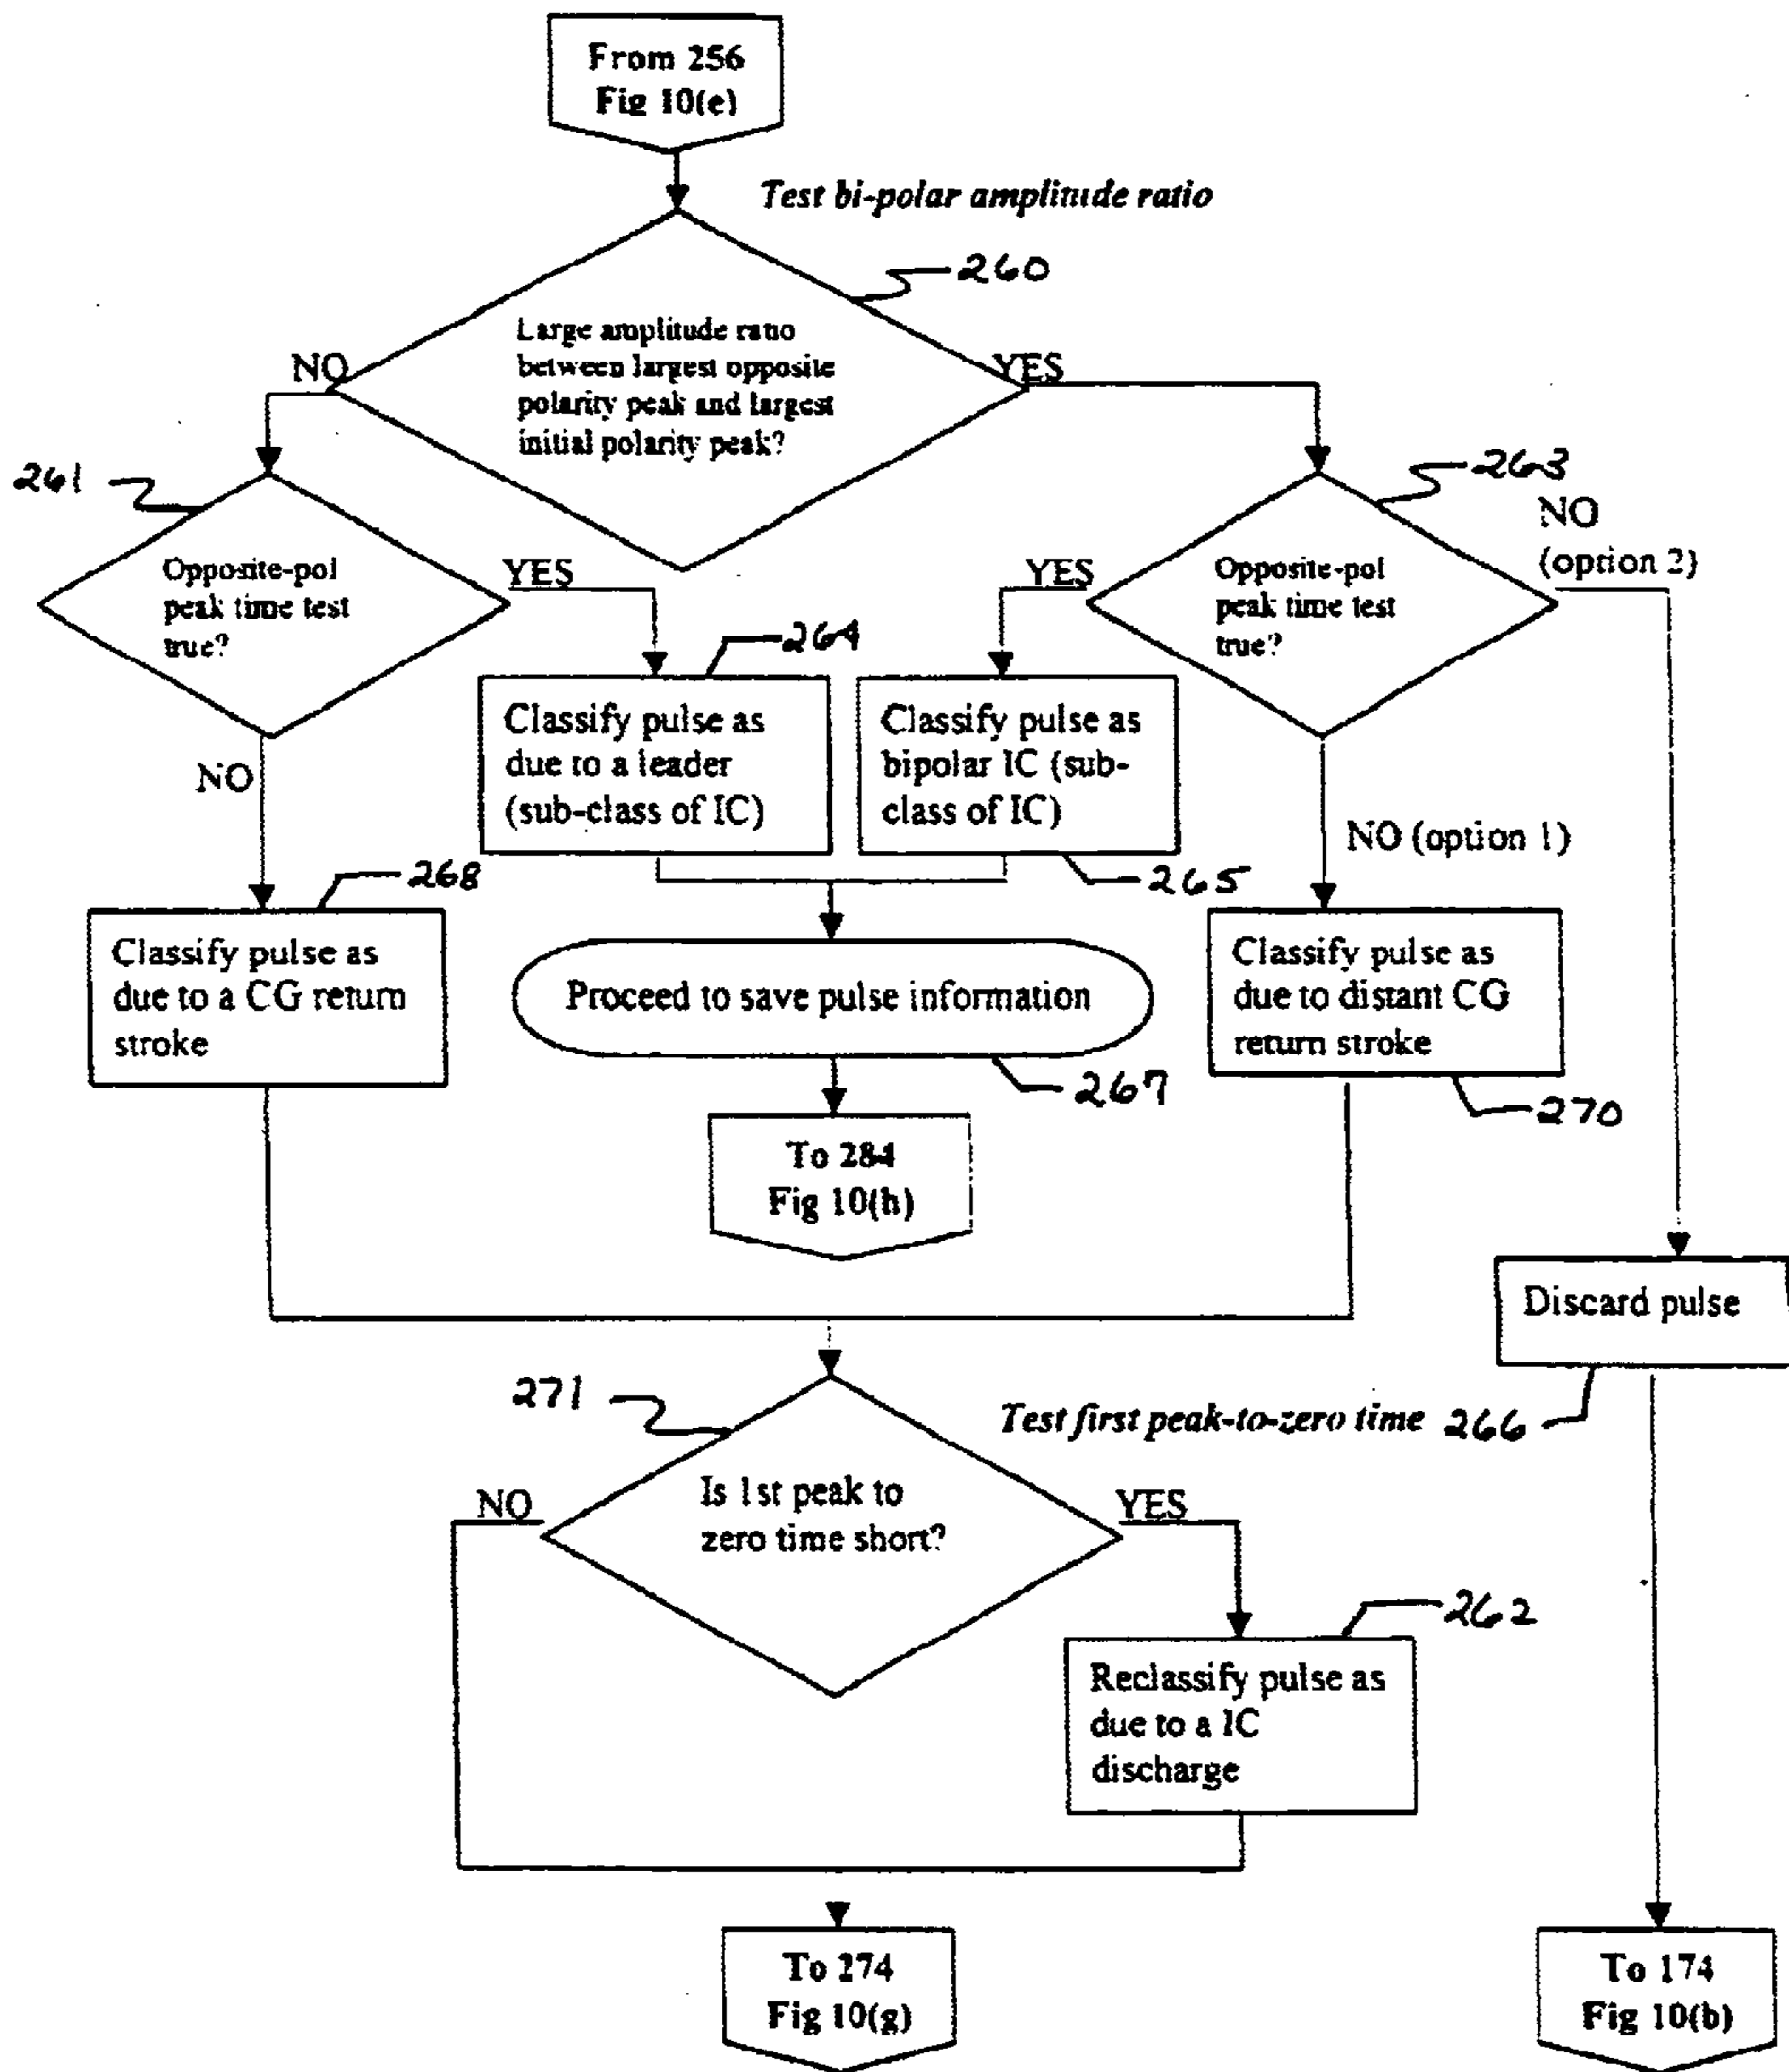 From 256
Fig 10(e)
Test bi-polar amplitude ratio
260
Large amplitude ratio
between largest opposite
polarity peak and largest
initial polarity peak?
NO
YES
261
Opposite-pol
peak time test
true?
YES
NO
263
Opposite-pol
peak time test
true?
YES
NO
(option 2)
264
Classify pulse as
due to a leader
(sub-class of IC)
Classify pulse as
bipolar IC (sub-
class of IC)
265
NO (option 1)
268
Classify pulse as
due to a CG return
stroke
Proceed to save pulse information
267
Classify pulse as
due to distant CG
return stroke
270
To 284
Fig 10(h)
Discard pulse
266
271
Test first peak-to-zero time
Is 1st peak to
zero time short?
NO
YES
262
Reclassify pulse as
due to a IC
discharge
To 274
Fig 10(g)
To 174
Fig 10(b)